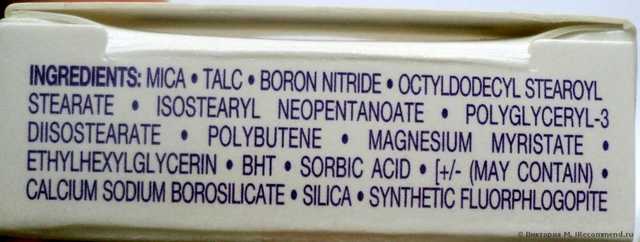 INGREDIENTS: MICA • TALC • BORON NITRIDE • OCTYLDODECYL STEAROYL
STEARATE • ISOSTEARYL NEOPENTANOATE • POLYGLYCERYL-3
DIISOSTEARATE • POLYBUTENE • MAGNESIUM MYRISTATE •
ETHYLHEXYLGLYCERIN • BHT • SORBIC ACID • [+/- (MAY CONTAIN) •
CALCIUM SODIUM BOROSILICATE • SILICA • SYNTHETIC FLUORPHLOGOPITE
© Виктория М, IRecommend.ru